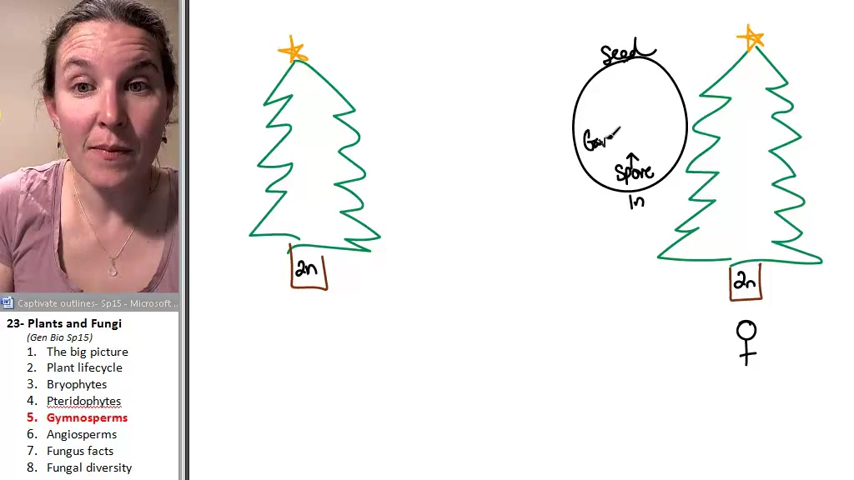 Captivate outlines- Sp15 - Microsoft ...
23- Plants and Fungi
(Gen Bio Sp15)
1. The big picture
2. Plant lifecycle
3. Bryophytes
4. Pteridophytes
5. Gymnosperms
6. Angiosperms
7. Fungus facts
8. Fungal diversity
2n
seed
Spore
1n
2n